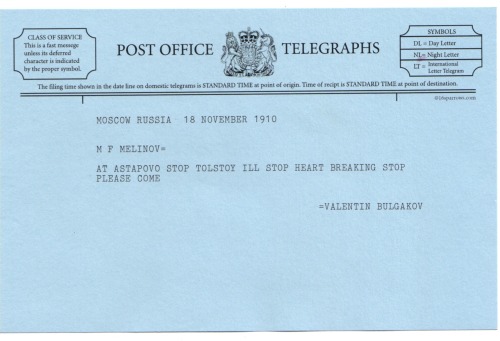 CLASS OF SERVICE
This is a fast message
unless its deferred
character is indicated
by the proper symbol.
POST OFFICE TELEGRAPHS
SYMBOLS
DL = Day Letter
NL = Night Letter
LT = International
Letter Telegram
The filing time shown in the date line on domestic telegrams is STANDARD TIME at point of origin. Time of recipt is STANDARD TIME at point of destination.
MOSCOW RUSSIA 18 NOVEMBER 1910
M F MELINOV=
AT ASTAPOVO STOP TOLSTOY ILL STOP HEART BREAKING STOP
PLEASE COME
=VALENTIN BULGAKOV